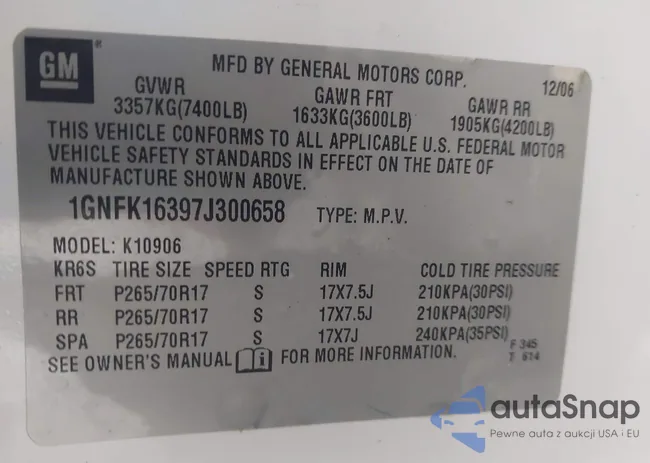 GM ®
MFD BY GENERAL MOTORS CORP.
12/06
GVWR GAWR FRT GAWR RR
3357KG(7400LB) 1633KG(3600LB) 1905KG(4200LB)
THIS VEHICLE CONFORMS TO ALL APPLICABLE U.S. FEDERAL MOTOR
VEHICLE SAFETY STANDARDS IN EFFECT ON THE DATE OF
MANUFACTURE SHOWN ABOVE.
1GNFK16397J300658 TYPE: M.P.V.
MODEL: K10906
KR6S TIRE SIZE SPEED RTG RIM COLD TIRE PRESSURE
FRT P265/70R17 S 17X7.5J 210KPA(30PSI)
RR P265/70R17 S 17X7.5J 210KPA(30PSI)
SPA P265/70R17 S 17X7J 240KPA(35PSI)
F 345
T 614
SEE OWNER'S MANUAL FOR MORE INFORMATION.
autaSnap
Pewne auta z aukcji USA i EU